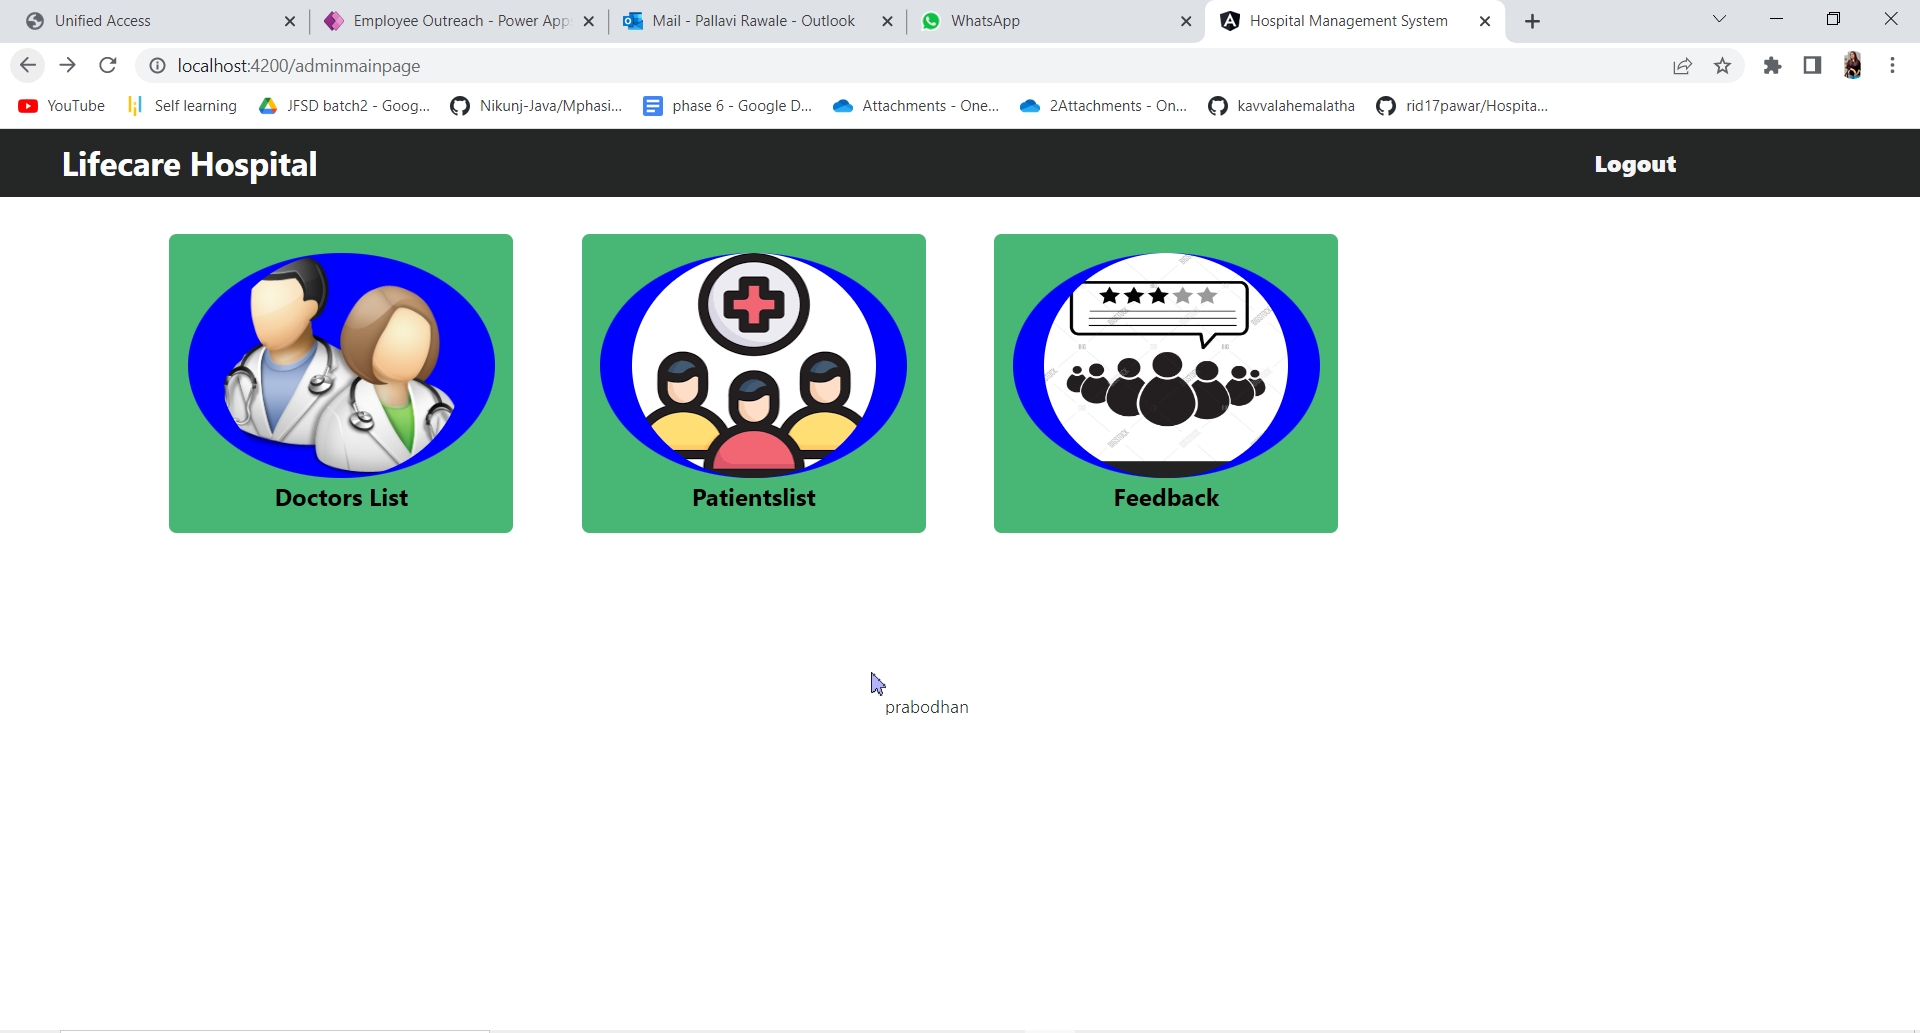 Unified Access
Employee Outreach - Power App
Mail - Pallavi Rawale - Outlook
WhatsApp
Hospital Management System
localhost:4200/adminmainpage
YouTube
Self learning
JFSD batch2 - Goog...
Nikunj-Java/Mphasi...
phase 6 - Google D...
Attachments - One...
2Attachments - On...
kavvalahemalatha
rid17pawar/Hospita...
Lifecare Hospital
Logout
Doctors List
Patientslist
Feedback
prabodhan